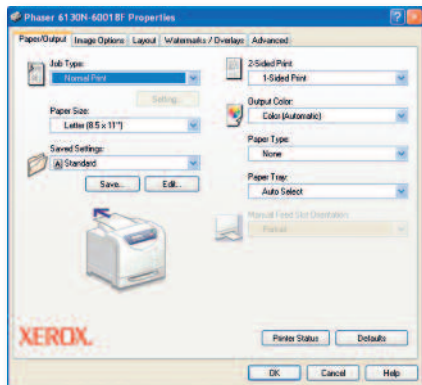 Phaser 6130N-60018F Properties
Paper/Output Image Options Layout Watermarks / Overlays Advanced
Job Type:
Normal Print
Setting...
Paper Size:
Letter (8.5 x 11")
Saved Settings:
A Standard
Save... Edit...
2-Sided Print
1-Sided Print
Output Color:
Color (Automatic)
Paper Type:
None
Paper Tray:
Auto Select
Manual Feed Slot Orientation:
XEROX.
Printer Status Defaults
OK Cancel Help